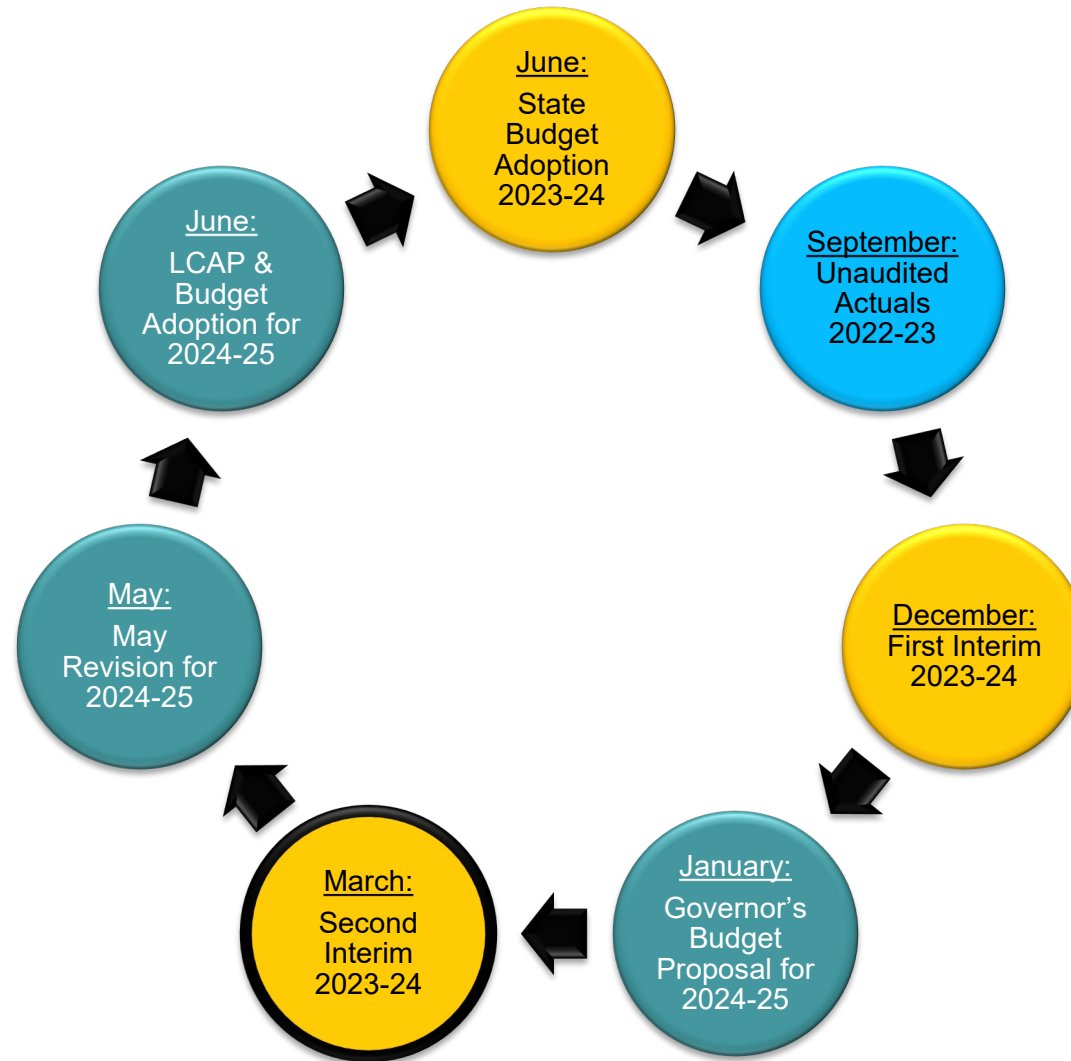 June:
State
Budget
Adoption
2023-24
September:
Unaudited
Actuals
2022-23
December:
First Interim
2023-24
January:
Governor’s
Budget
Proposal for
2024-25
March:
Second
Interim
2023-24
May:
May
Revision for
2024-25
June:
LCAP &
Budget
Adoption for
2024-25